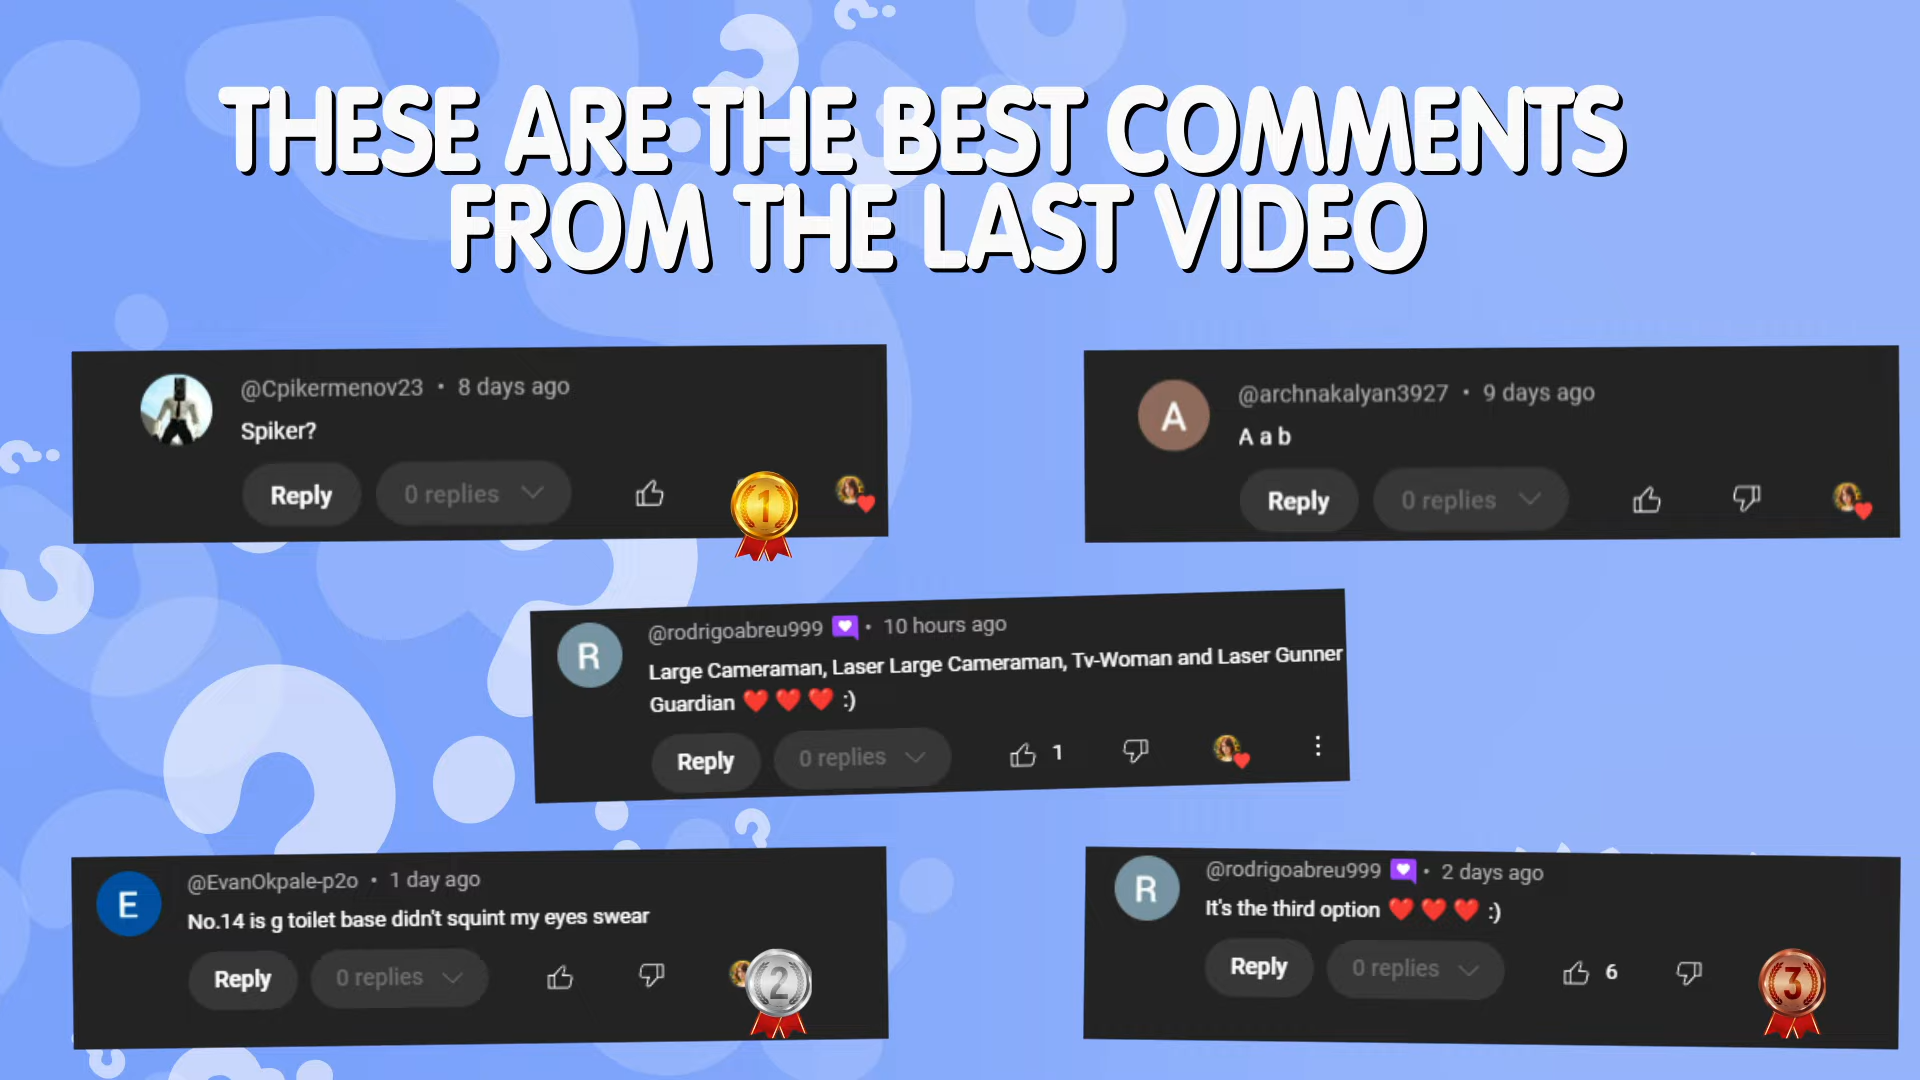 THESE ARE THE BEST COMMENTS
FROM THE LAST VIDEO
@Cpikermenov23 • 8 days ago
Spiker?
Reply 0 replies
1
@archnakalyan3927 • 9 days ago
A
A a b
Reply 0 replies
@rodrigoabreu999 • 10 hours ago
R
Large Cameraman, Laser Large Cameraman, Tv-Woman and Laser Gunner
Guardian ❤️ ❤️ ❤️ :)
Reply 0 replies 1
@EvanOkpale-p2o • 1 day ago
E
No.14 is g toilet base didn't squint my eyes swear
Reply 0 replies
2
@rodrigoabreu999 • 2 days ago
R
It's the third option ❤️ ❤️ ❤️ :)
Reply 0 replies 6
3